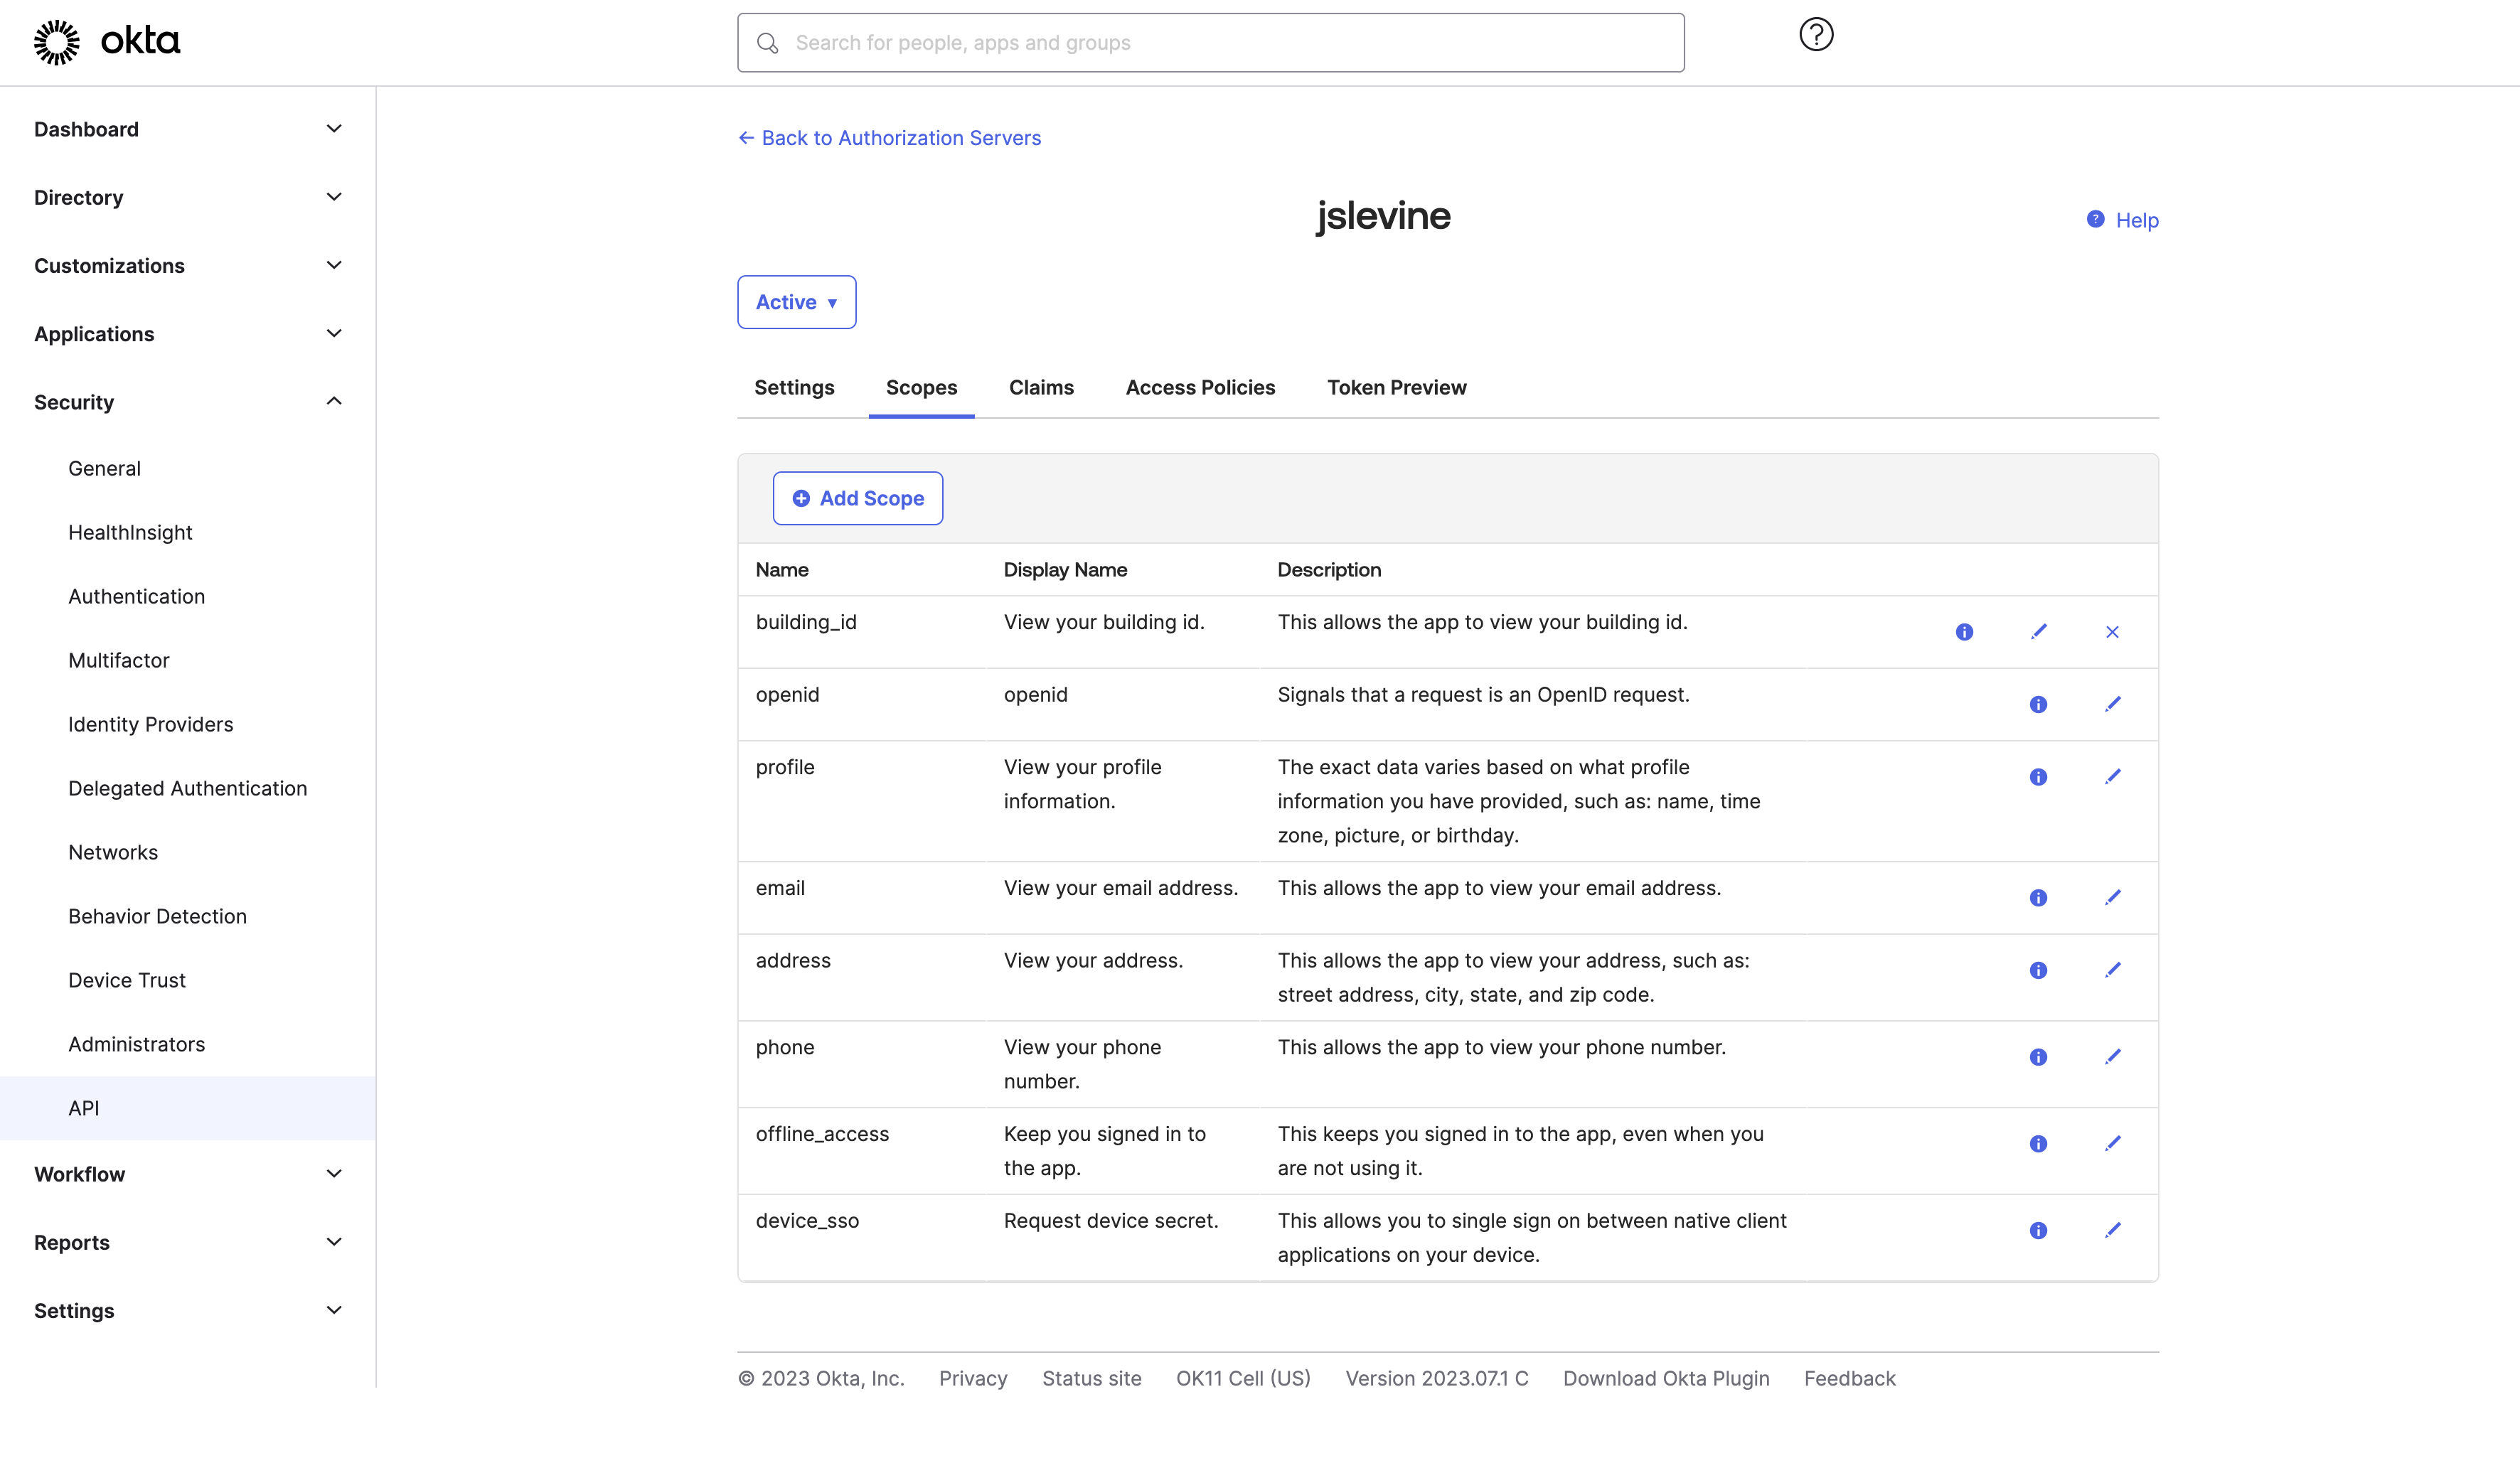 okta
Search for people, apps and groups
Dashboard
Directory
Customizations
Applications
Security
General
HealthInsight
Authentication
Multifactor
Identity Providers
Delegated Authentication
Networks
Behavior Detection
Device Trust
Administrators
API
Workflow
Reports
Settings
← Back to Authorization Servers
jslevine
Help
Active ▼
Settings Scopes Claims Access Policies Token Preview
Add Scope
Name Display Name Description
building_id View your building id. This allows the app to view your building id.
openid openid Signals that a request is an OpenID request.
profile View your profile The exact data varies based on what profile
information. information you have provided, such as: name, time
zone, picture, or birthday.
email View your email address. This allows the app to view your email address.
address View your address. This allows the app to view your address, such as:
street address, city, state, and zip code.
phone View your phone This allows the app to view your phone number.
number.
offline_access Keep you signed in to This keeps you signed in to the app, even when you
the app. are not using it.
device_sso Request device secret. This allows you to single sign on between native client
applications on your device.
© 2023 Okta, Inc. Privacy Status site OK11 Cell (US) Version 2023.07.1 C Download Okta Plugin Feedback